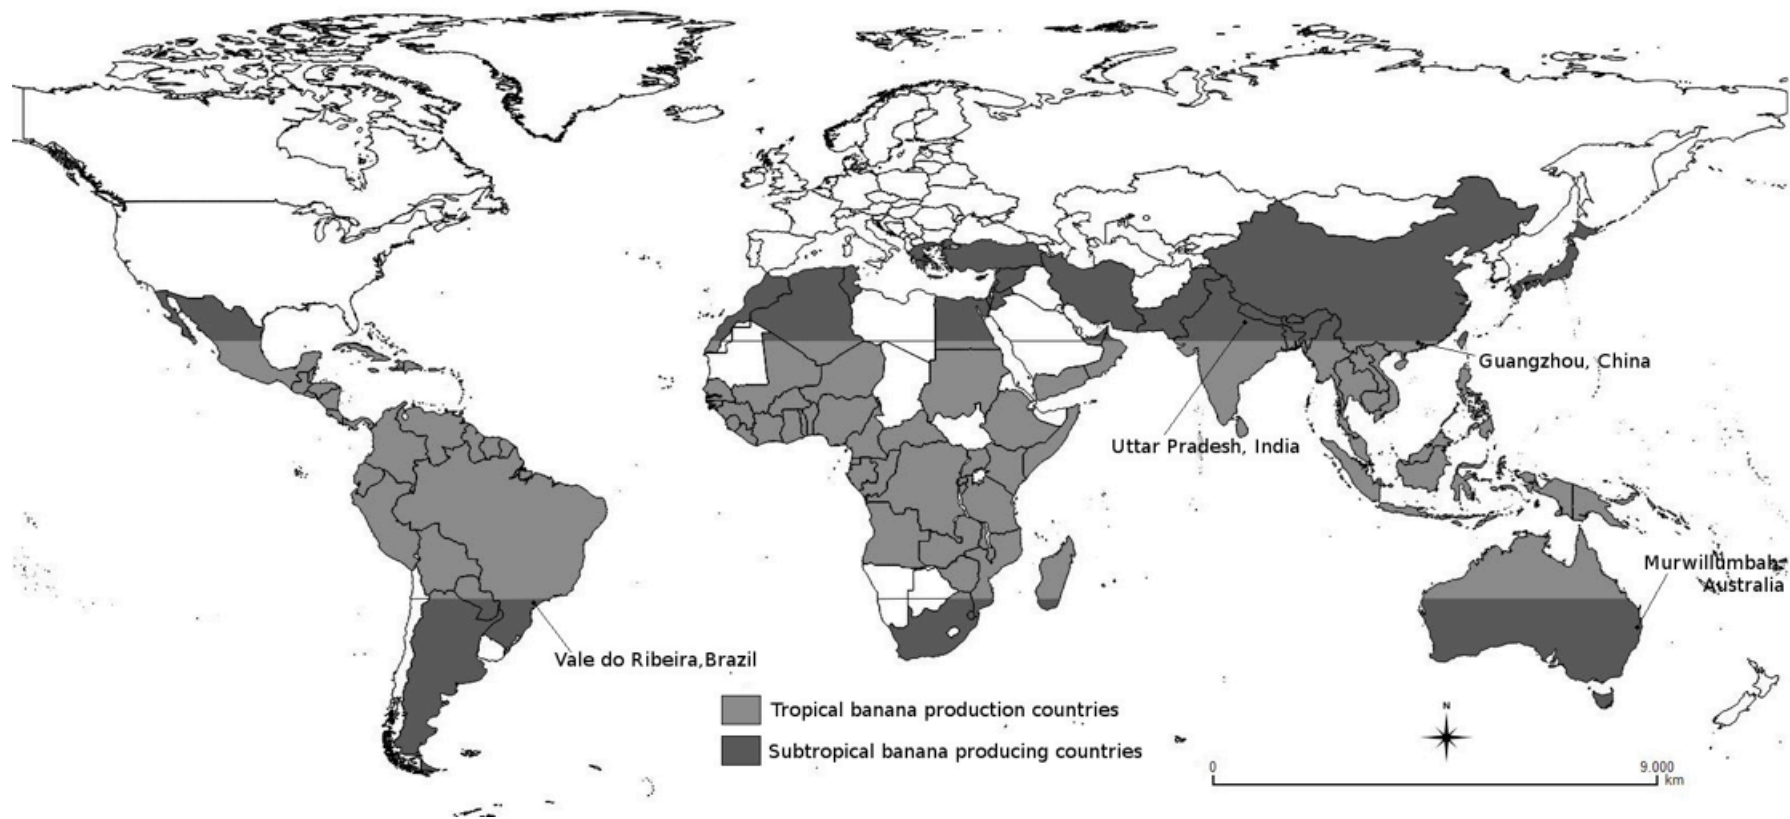 Guangzhou, China
Uttar Pradesh, India
Murwillumbah,
Australia
Vale do Ribeira,Brazil
Tropical banana production countries
Subtropical banana producing countries
N
0 9.000
km